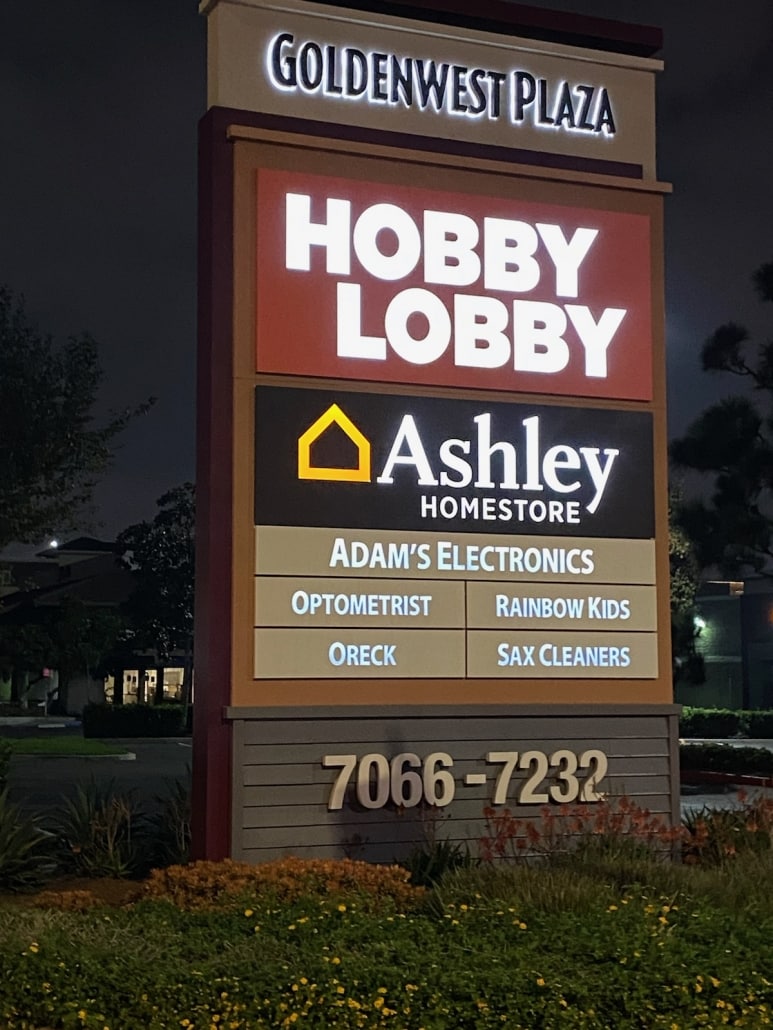 GOLDENWEST PLAZA
HOBBY
LOBBY
Ashley
HOMESTORE
ADAM'S ELECTRONICS
OPTOMETRIST
RAINBOW KIDS
ORECK
SAX CLEANERS
7066-7232